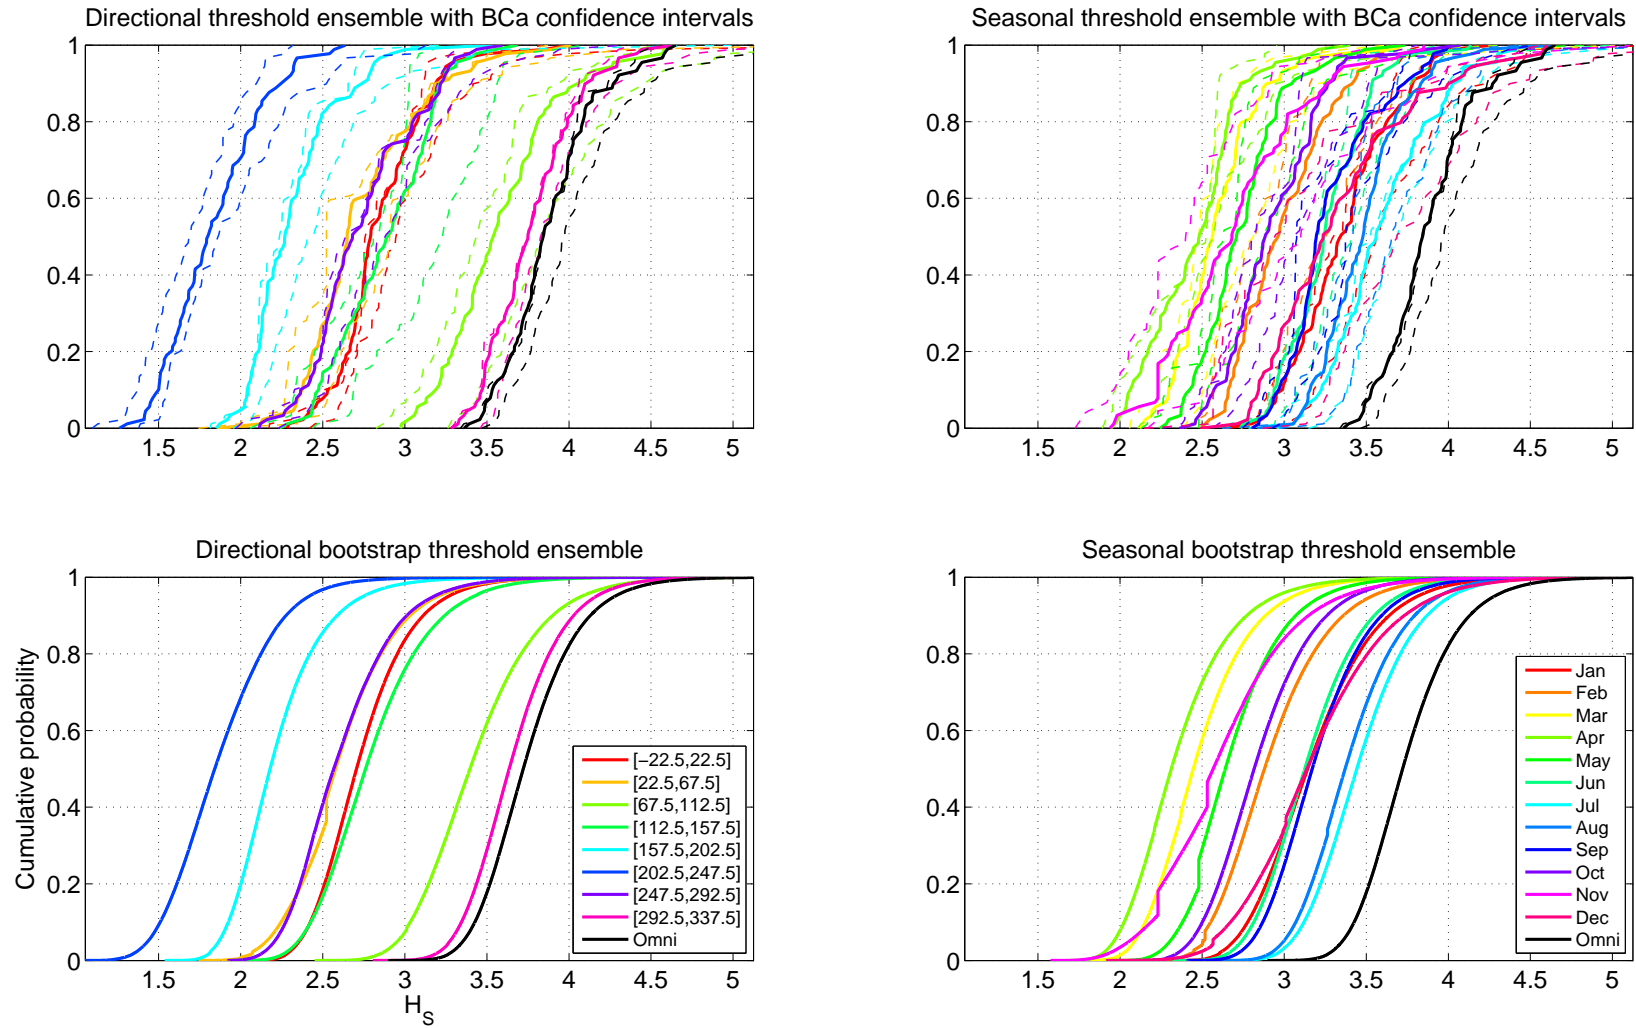 Directional threshold ensemble with BCa confidence intervals
1
0.8
0.6
0.4
0.2
0
1.5 2 2.5 3 3.5 4 4.5 5
Seasonal threshold ensemble with BCa confidence intervals
1
0.8
0.6
0.4
0.2
0
1.5 2 2.5 3 3.5 4 4.5 5
Directional bootstrap threshold ensemble
Cumulative probability
1
0.8
0.6
0.4
0.2
0
1.5 2 2.5 3 3.5 4 4.5 5
H_S
[−22.5,22.5]
[22.5,67.5]
[67.5,112.5]
[112.5,157.5]
[157.5,202.5]
[202.5,247.5]
[247.5,292.5]
[292.5,337.5]
Omni
Seasonal bootstrap threshold ensemble
1
0.8
0.6
0.4
0.2
0
1.5 2 2.5 3 3.5 4 4.5 5
Jan
Feb
Mar
Apr
May
Jun
Jul
Aug
Sep
Oct
Nov
Dec
Omni